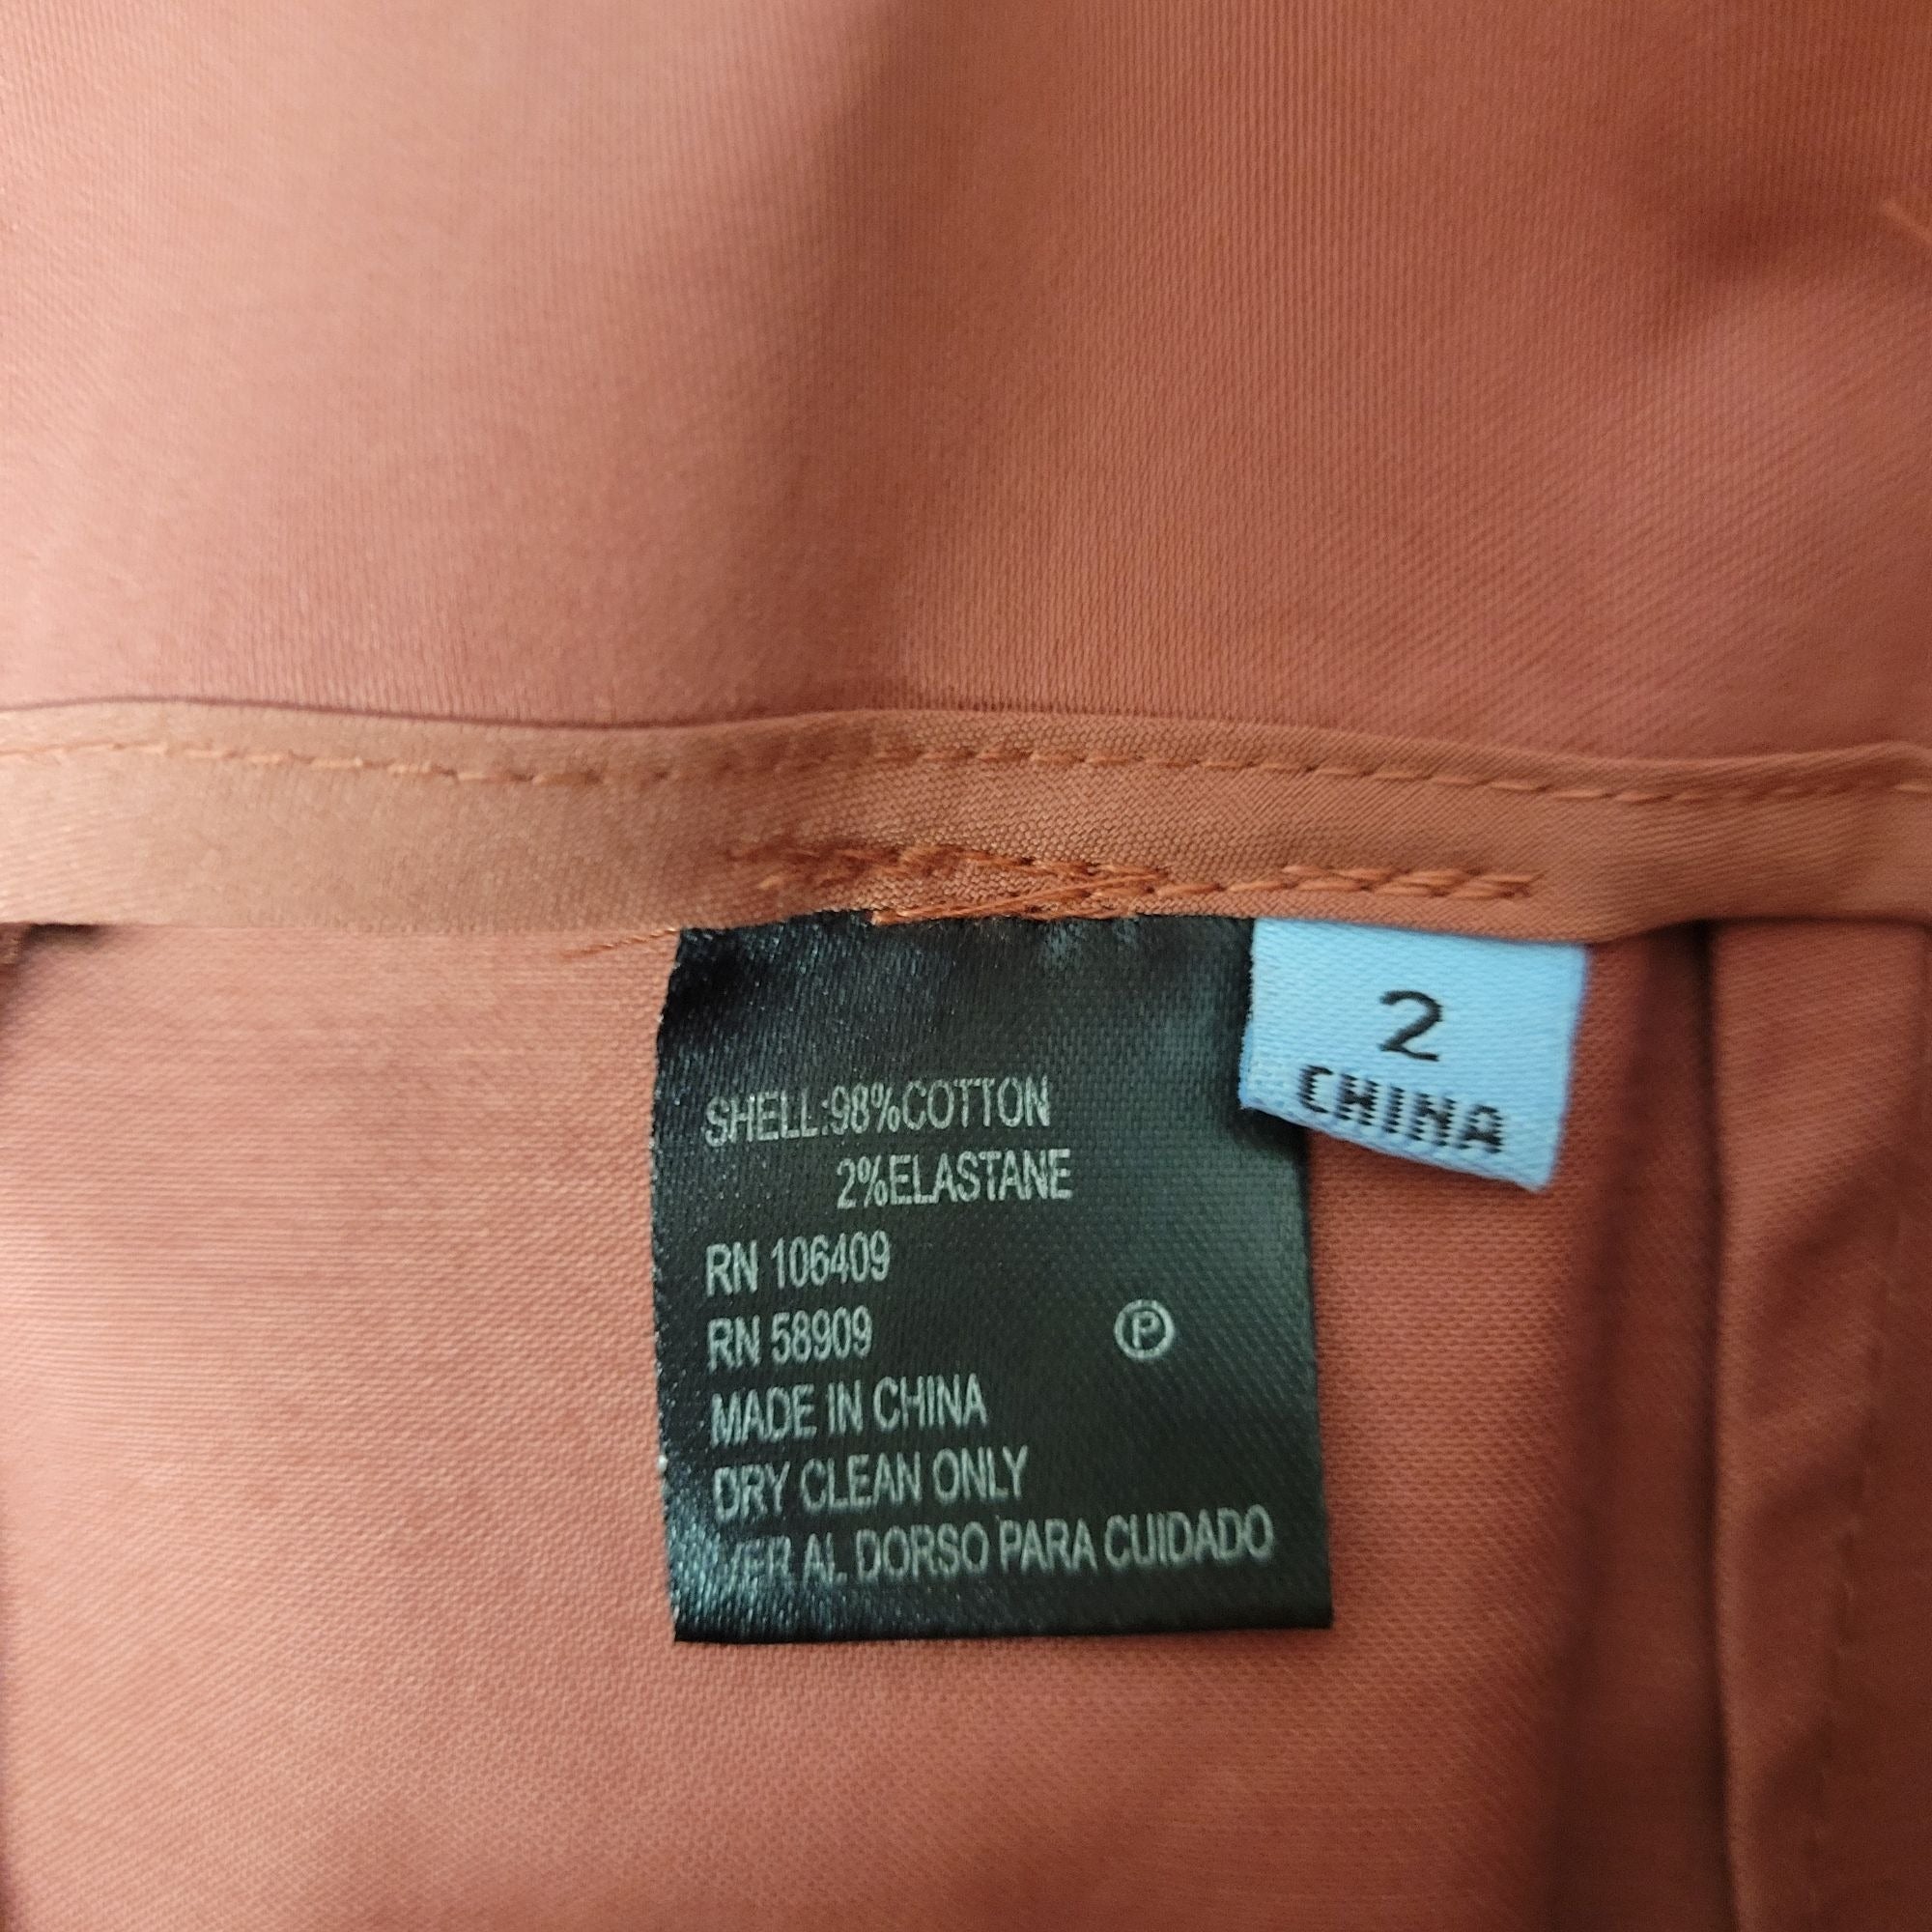 2
CHINA
SHELL:98%COTTON
2%ELASTANE
RN 106409
RN 58909
P
MADE IN CHINA
DRY CLEAN ONLY
VER AL DORSO PARA CUIDADO